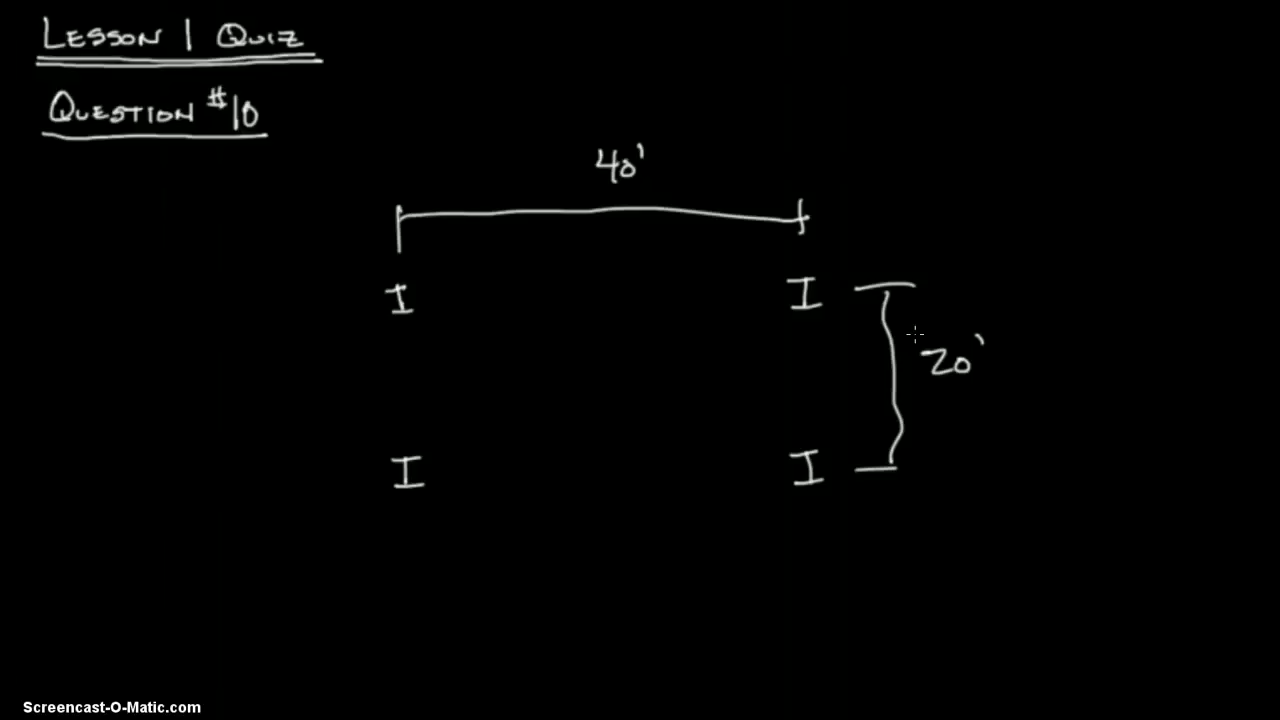 LESSON 1 QUIZ
QUESTION #10
40'
I I
20'
I I
Screencast-O-Matic.com